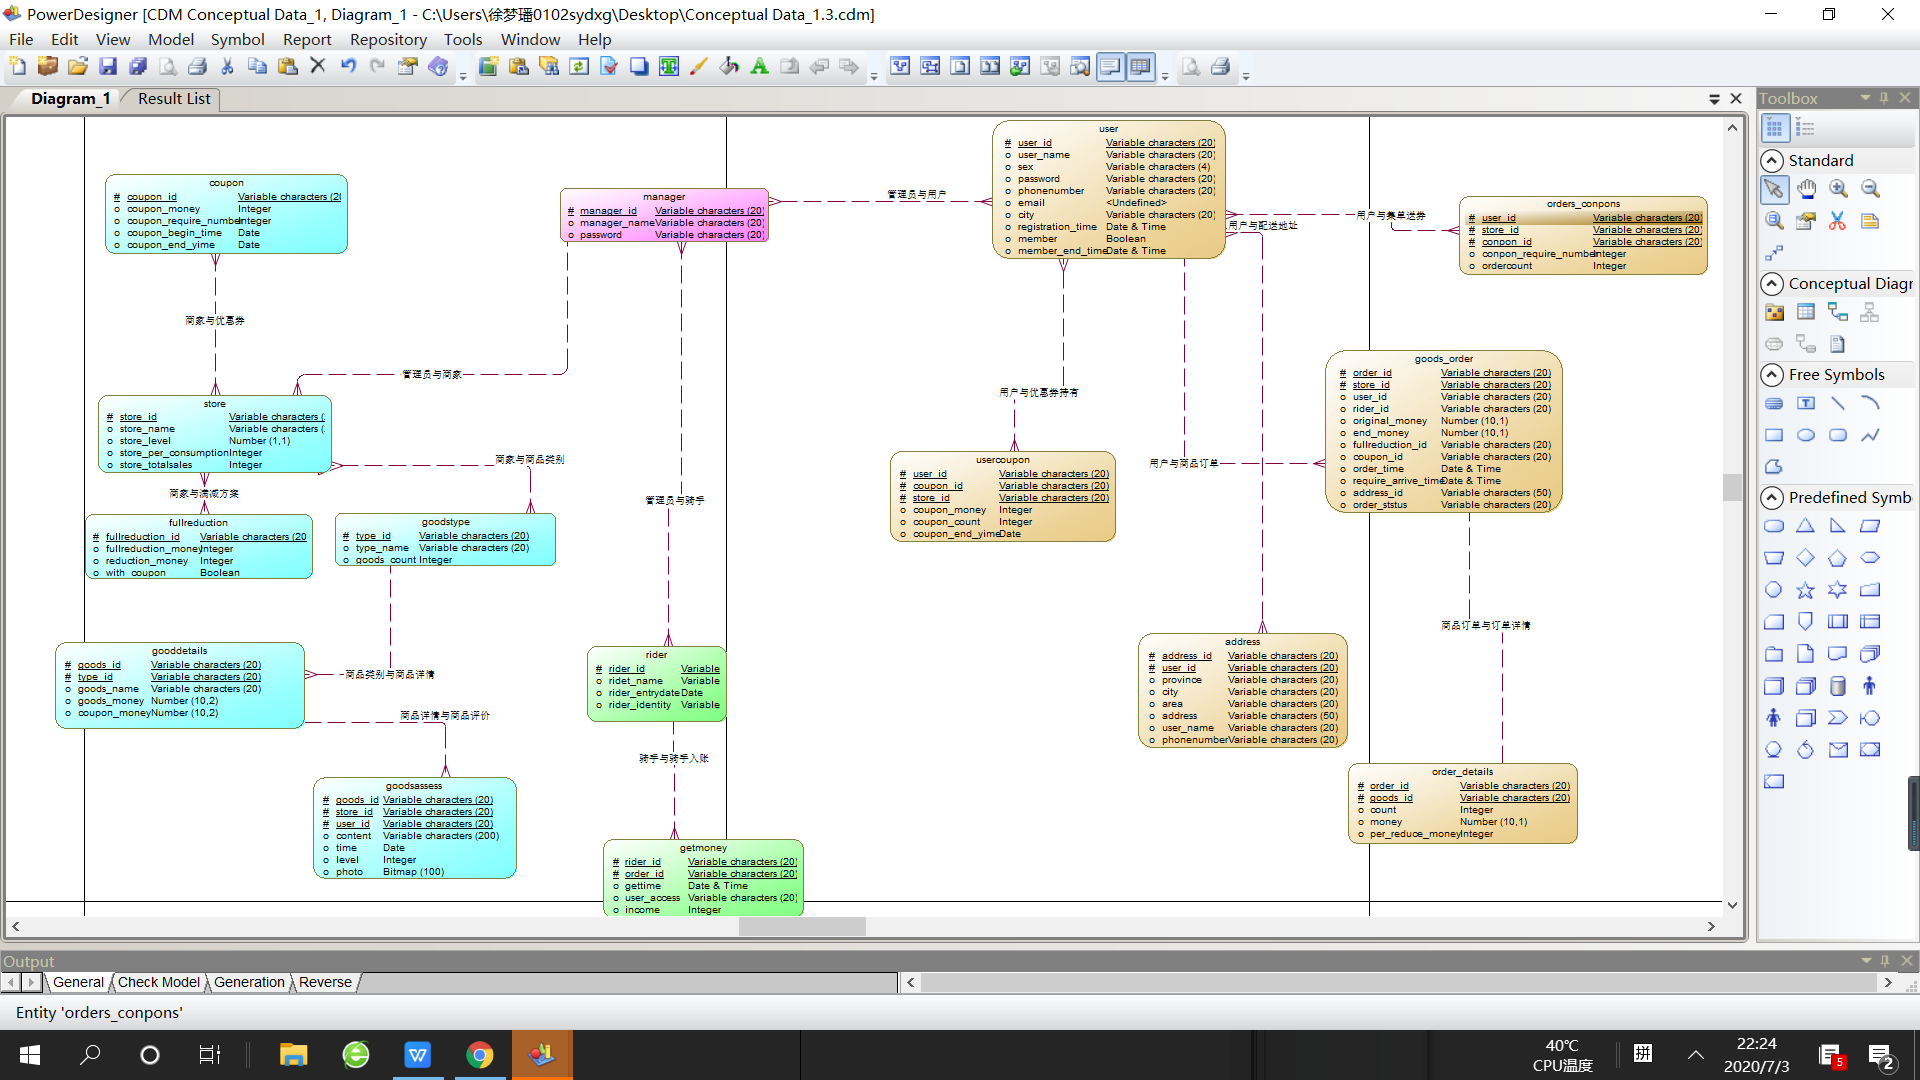 PowerDesigner [CDM Conceptual Data_1, Diagram_1 - C:\Users\徐梦璠0102sydxg\Desktop\Conceptual Data_1.3.cdm]
File Edit View Model Symbol Report Repository Tools Window Help
Diagram_1 Result List
Toolbox
Standard
Conceptual Diagr
Free Symbols
Predefined Symb
coupon
# coupon_id Variable characters (20
o coupon_money Integer
o coupon_require_number Integer
o coupon_begin_time Date
o coupon_end_yime Date
manager
# manager_id Variable characters (20)
o manager_name Variable characters (20)
o password Variable characters (20)
管理员与用户
user
# user_id Variable characters (20)
o user_name Variable characters (20)
o sex Variable characters (4)
o password Variable characters (20)
o phonenumber Variable characters (20)
o email <Undefined>
o city Variable characters (20)
o registration_time Date & Time
o member Boolean
o member_end_time Date & Time
用户与集单送券
用户与配送地址
orders_conpons
# user_id Variable characters (20)
# store_id Variable characters (20)
# conpon_id Variable characters (20)
o conpon_require_number Integer
o ordercount Integer
商家与优惠券
管理员与商家
store
# store_id Variable characters (
o store_name Variable characters (
o store_level Number (1,1)
o store_per_consumption Integer
o store_totalsales Integer
商家与商品类别
商家与满减方案
管理员与骑手
用户与优惠券持有
用户与商品订单
goods_order
# order_id Variable characters (20)
# store_id Variable characters (20)
o user_id Variable characters (20)
o rider_id Variable characters (20)
o original_money Number (10,1)
o end_money Number (10,1)
o fullreduction_id Variable characters (20)
o coupon_id Variable characters (20)
o order_time Date & Time
o require_arrive_time Date & Time
o address_id Variable characters (50)
o order_ststus Variable characters (20)
usercoupon
# user_id Variable characters (20)
# coupon_id Variable characters (20)
# store_id Variable characters (20)
o coupon_money Integer
o coupon_count Integer
o coupon_end_yime Date
fullreduction
# fullreduction_id Variable characters (20
o fullreduction_money Integer
o reduction_money Integer
o with_coupon Boolean
goodstype
# type_id Variable characters (20)
o type_name Variable characters (20)
o goods_count Integer
gooddetails
# goods_id Variable characters (20)
# type_id Variable characters (20)
o goods_name Variable characters (20)
o goods_money Number (10,2)
o coupon_money Number (10,2)
商品类别与商品详情
商品详情与商品评价
rider
# rider_id Variable
o ridet_name Variable
o rider_entrydate Date
o rider_identity Variable
骑手与骑手入账
address
# address_id Variable characters (20)
# user_id Variable characters (20)
o province Variable characters (20)
o city Variable characters (20)
o area Variable characters (20)
o address Variable characters (50)
o user_name Variable characters (20)
o phonenumber Variable characters (20)
商品订单与订单详情
goodsassess
# goods_id Variable characters (20)
# store_id Variable characters (20)
# user_id Variable characters (20)
o content Variable characters (200)
o time Date
o level Integer
o photo Bitmap (100)
getmoney
# rider_id Variable characters (20)
# order_id Variable characters (20)
o gettime Date & Time
o user_access Variable characters (20)
o income Integer
order_details
# order_id Variable characters (20)
# goods_id Variable characters (20)
o count Integer
o money Number (10,1)
o per_reduce_money Integer
Output
General Check Model Generation Reverse
Entity 'orders_conpons'
40℃
CPU温度
拼
22:24
2020/7/3
5
2